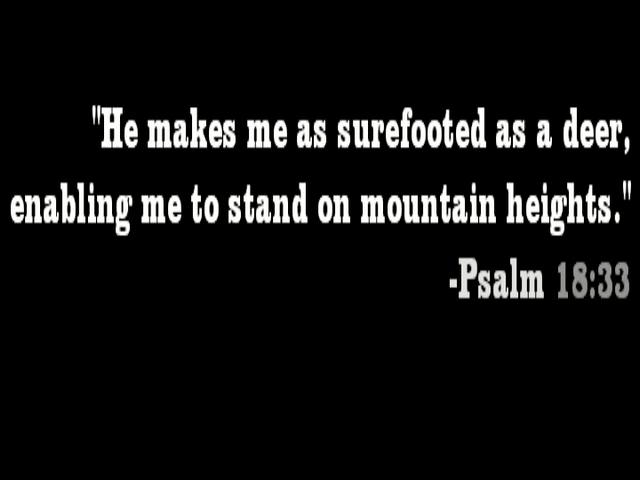 "He makes me as surefooted as a deer,
enabling me to stand on mountain heights."
-Psalm 18:33